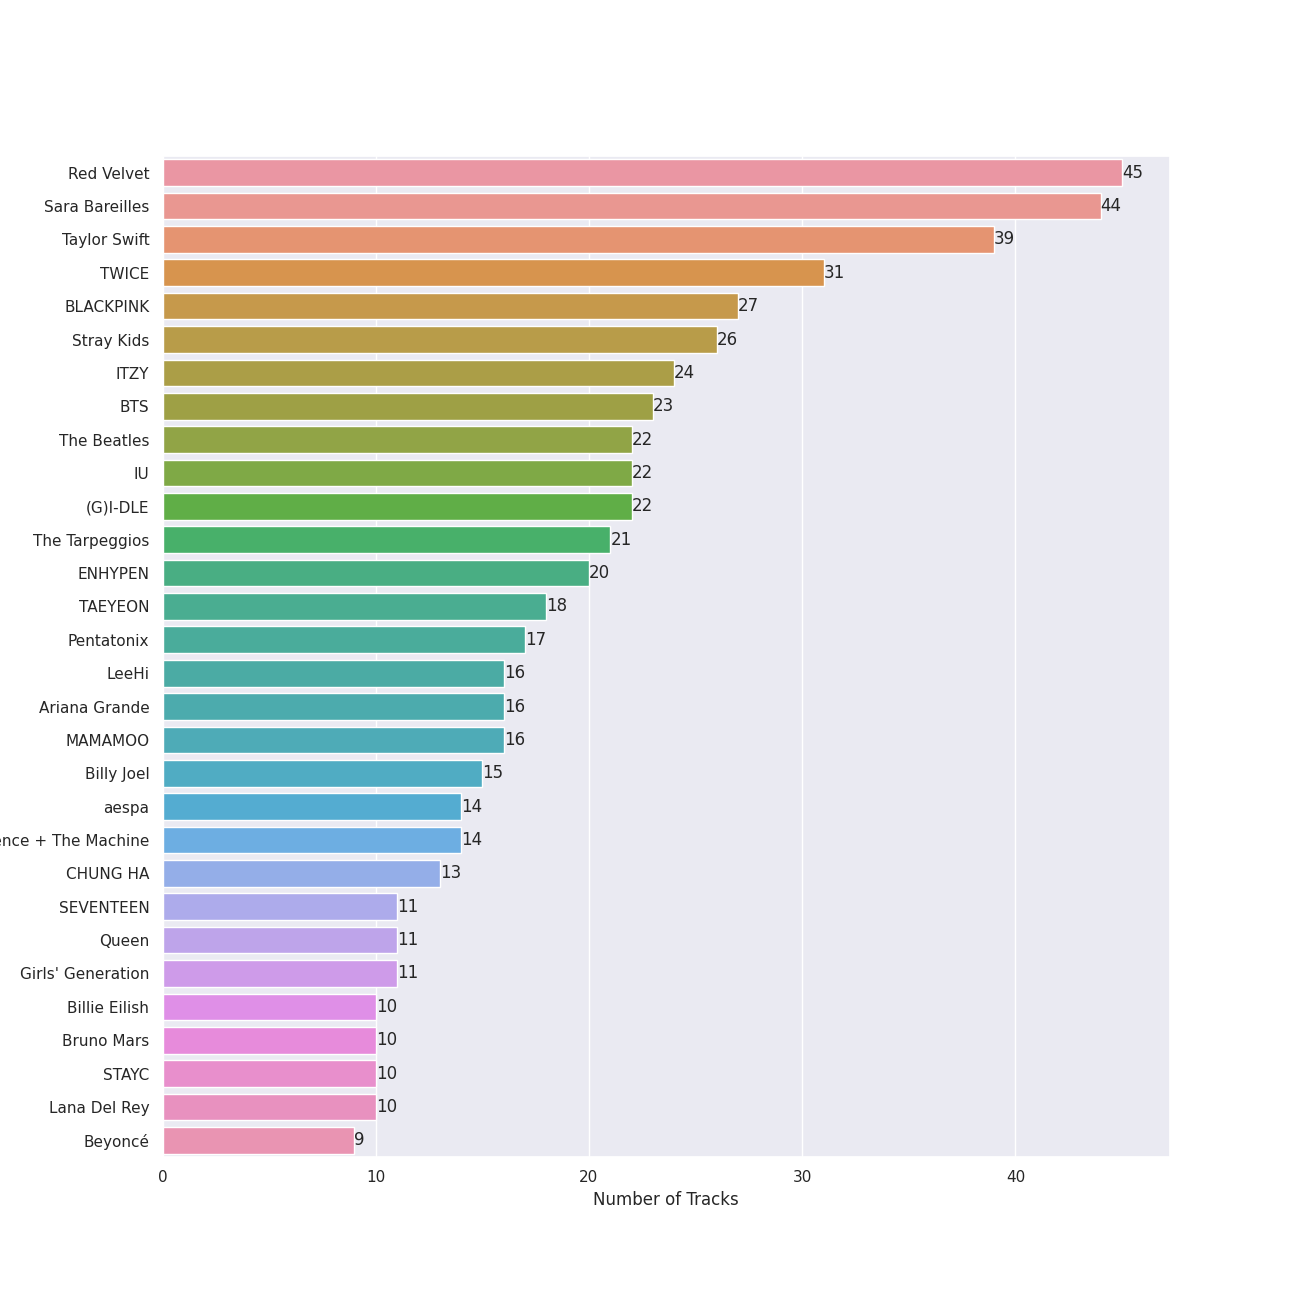 Red Velvet 45
Sara Bareilles 44
Taylor Swift 39
TWICE 31
BLACKPINK 27
Stray Kids 26
ITZY 24
BTS 23
The Beatles 22
IU 22
(G)I-DLE 22
The Tarpeggios 21
ENHYPEN 20
TAEYEON 18
Pentatonix 17
LeeHi 16
Ariana Grande 16
MAMAMOO 16
Billy Joel 15
aespa 14
ence + The Machine 14
CHUNG HA 13
SEVENTEEN 11
Queen 11
Girls' Generation 11
Billie Eilish 10
Bruno Mars 10
STAYC 10
Lana Del Rey 10
Beyoncé 9
0 10 20 30 40
Number of Tracks